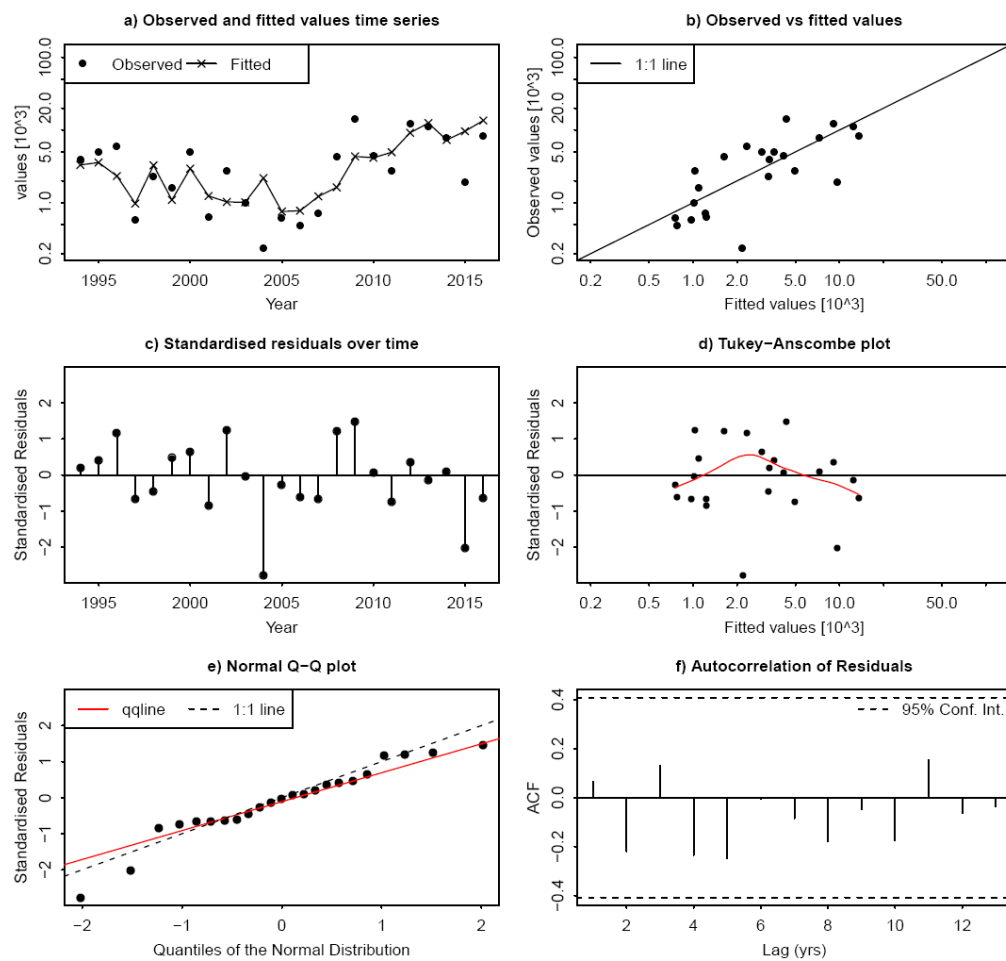 a) Observed and fitted values time series
Observed Fitted
values [10^3]
0.2 1.0 5.0 20.0 100.0
1995 2000 2005 2010 2015
Year
b) Observed vs fitted values
1:1 line
Observed values [10^3]
0.2 1.0 5.0 20.0 100.0
0.2 0.5 1.0 2.0 5.0 10.0 50.0
Fitted values [10^3]
c) Standardised residuals over time
Standardised Residuals
−2 −1 0 1 2
1995 2000 2005 2010 2015
Year
d) Tukey−Anscombe plot
Standardised Residuals
−2 −1 0 1 2
0.2 0.5 1.0 2.0 5.0 10.0 50.0
Fitted values [10^3]
e) Normal Q−Q plot
qqline 1:1 line
Standardised Residuals
−2 −1 0 1 2
−2 −1 0 1 2
Quantiles of the Normal Distribution
f) Autocorrelation of Residuals
95% Conf. Int.
ACF
−0.4 −0.2 0.0 0.2 0.4
2 4 6 8 10 12
Lag (yrs)